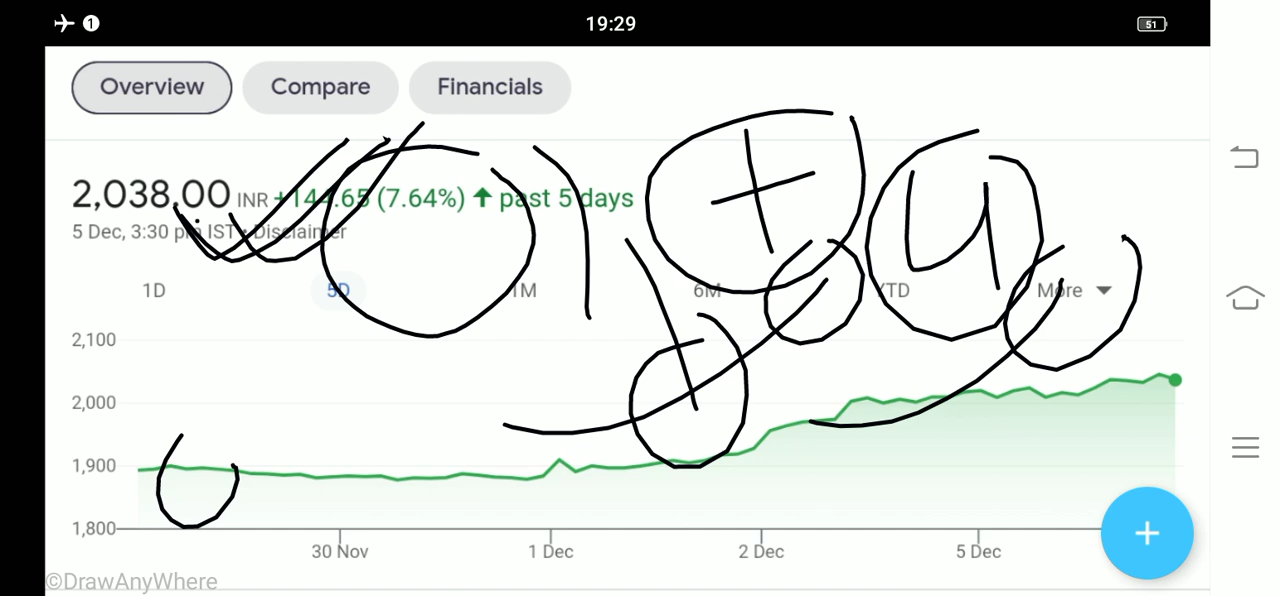 1 19:29 51
Overview Compare Financials
2,038.00 INR +144.65 (7.64%) ↑ past 5 days
5 Dec, 3:30 pm IST • Disclaimer
1D 5D 1M 6M YTD More
2,100
2,000
1,900
1,800
30 Nov 1 Dec 2 Dec 5 Dec
©DrawAnyWhere